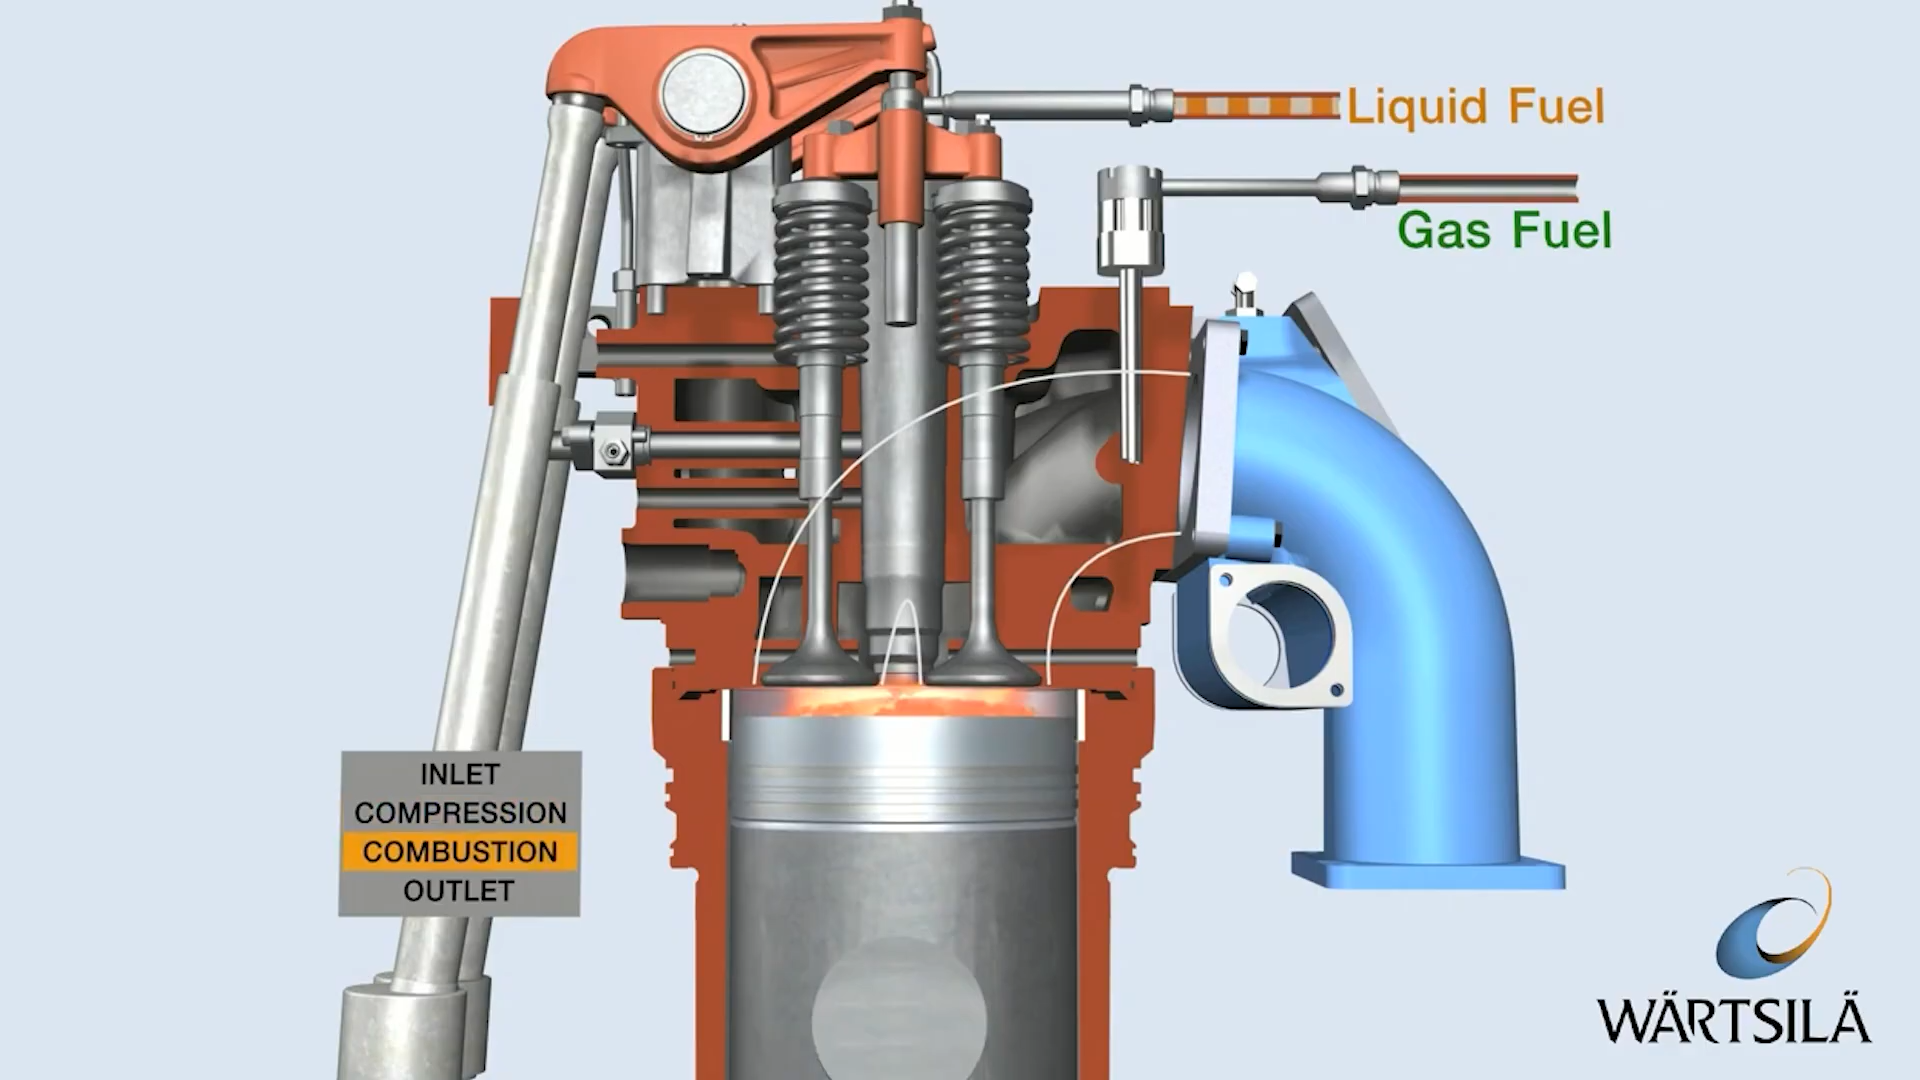 Liquid Fuel
Gas Fuel
INLET
COMPRESSION
COMBUSTION
OUTLET
WÄRTSILÄ